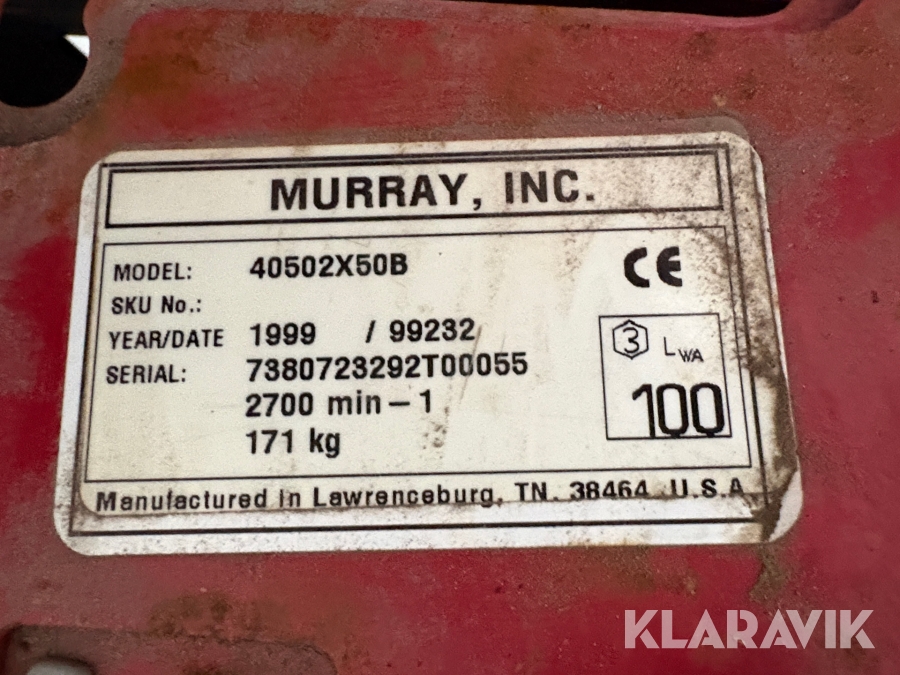 MURRAY, INC.
MODEL: 40502X50B
CE
SKU No.:
YEAR/DATE 1999 / 99232
3 LWA
SERIAL: 7380723292T00055
2700 min-1
100
171 kg
Manufactured in Lawrenceburg, TN. 38464 U.S.A
KLARAVIK